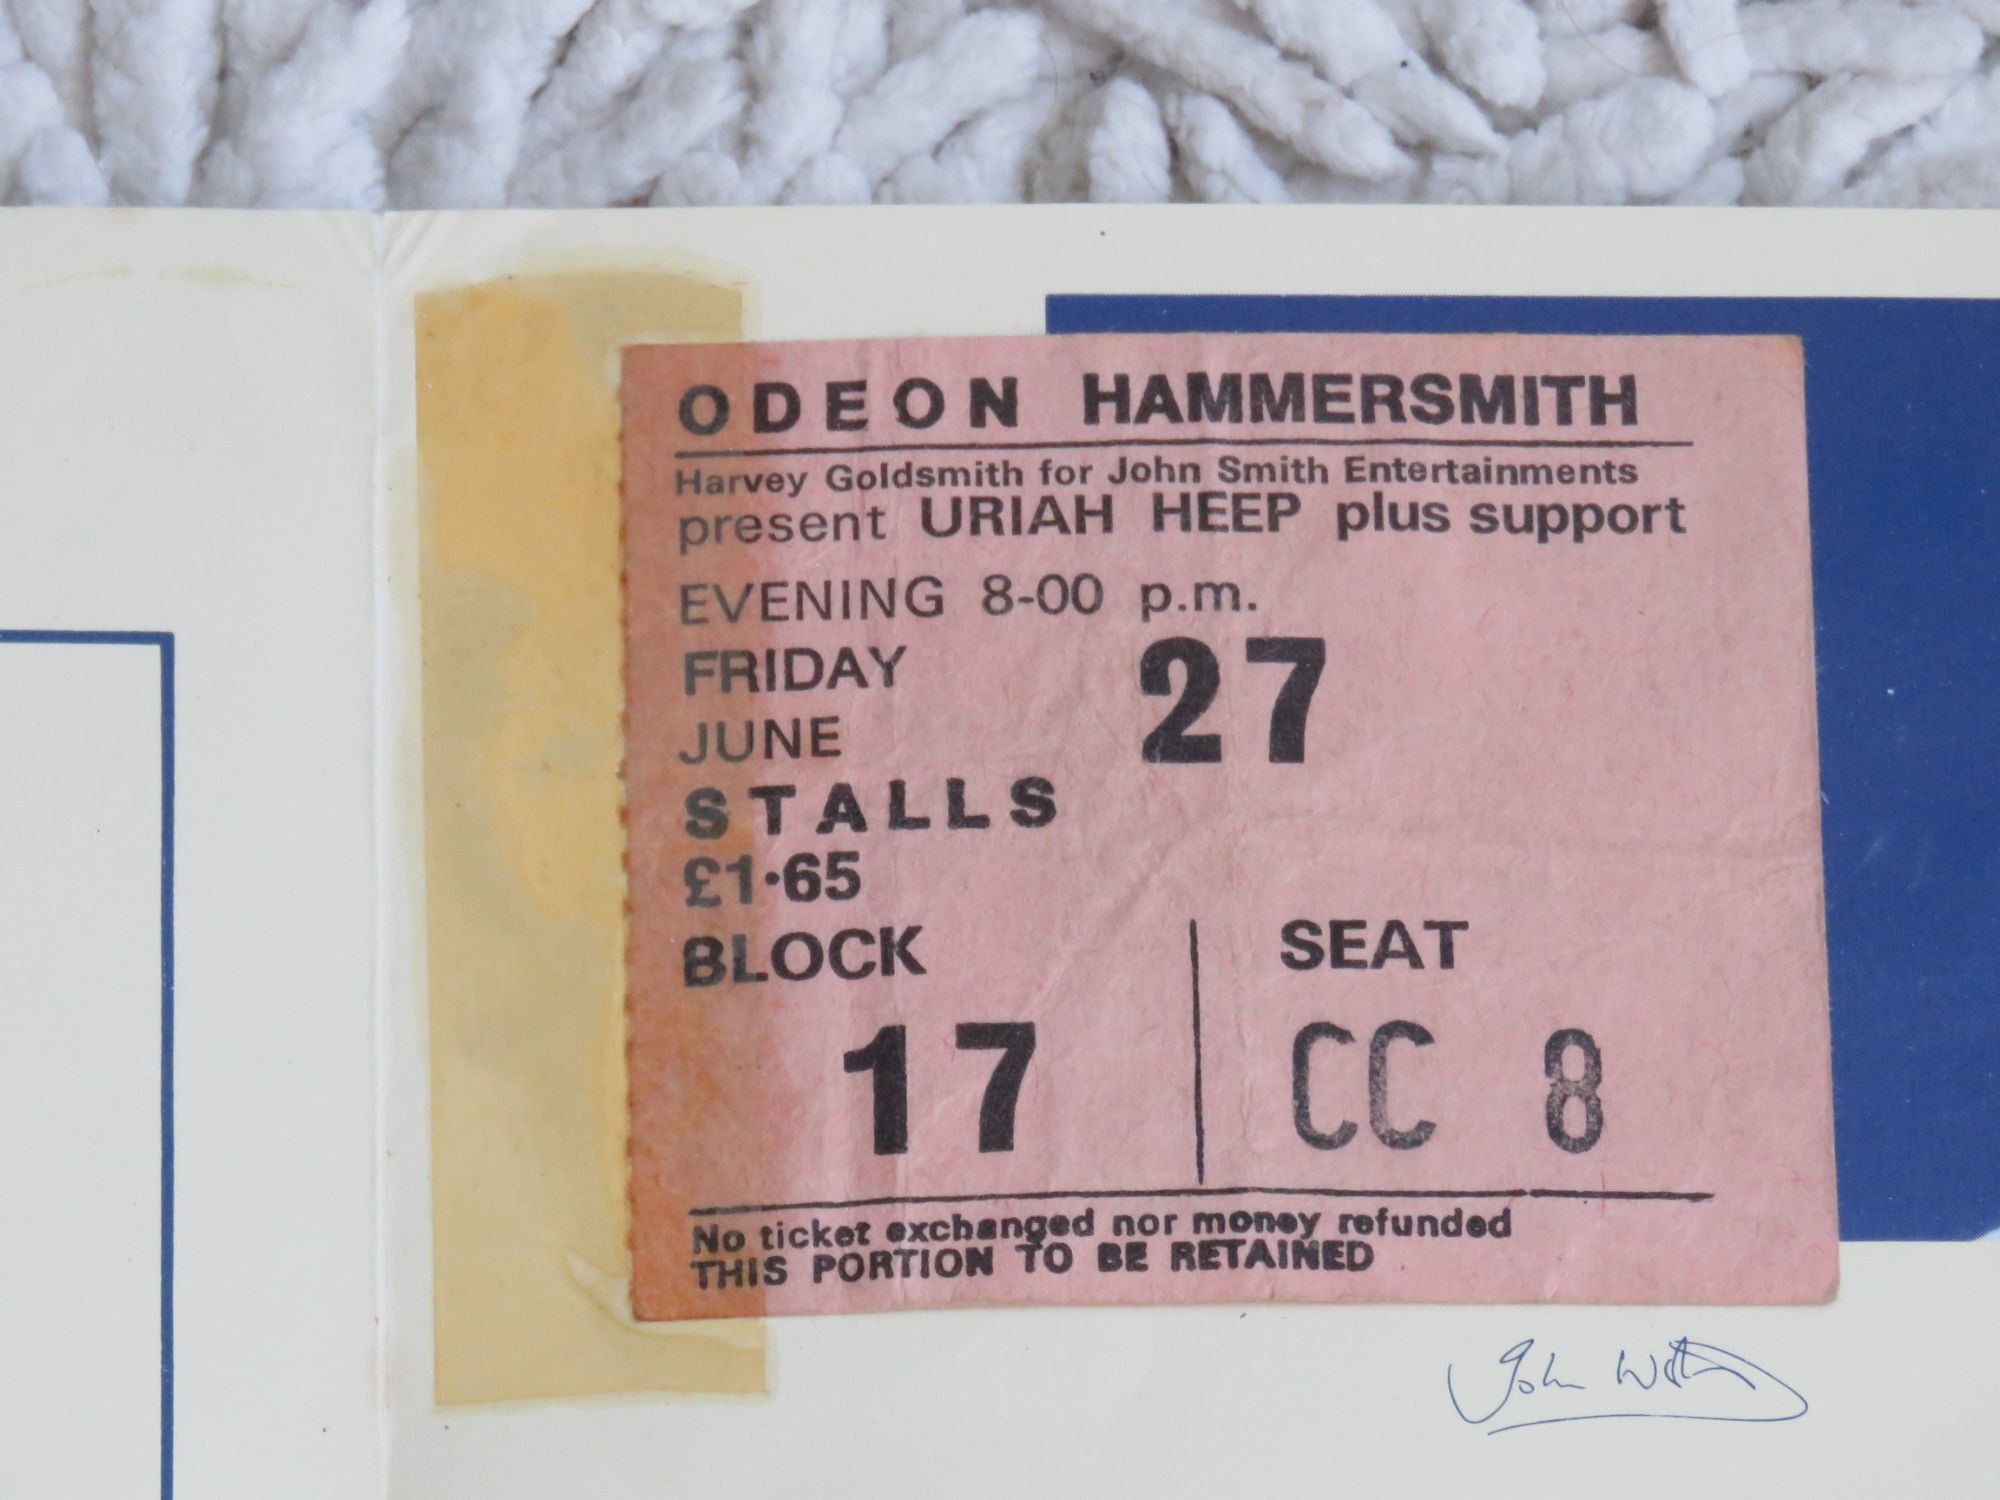 ODEON HAMMERSMITH
Harvey Goldsmith for John Smith Entertainments
present URIAH HEEP plus support
EVENING 8-00 p.m.
FRIDAY 27
JUNE
STALLS
£1·65
BLOCK SEAT
17 CC 8
No ticket exchanged nor money refunded
THIS PORTION TO BE RETAINED
John